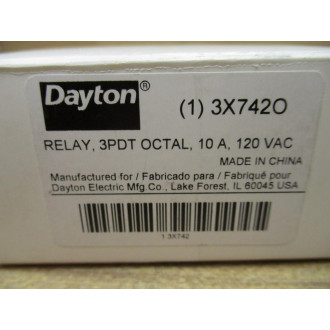 Dayton®
(1) 3X742O
RELAY, 3PDT OCTAL, 10 A, 120 VAC
MADE IN CHINA
Manufactured for / Fabricado para / Fabriqué pour
Dayton Electric Mfg.Co., Lake Forest, IL 60045 USA
1 3X742